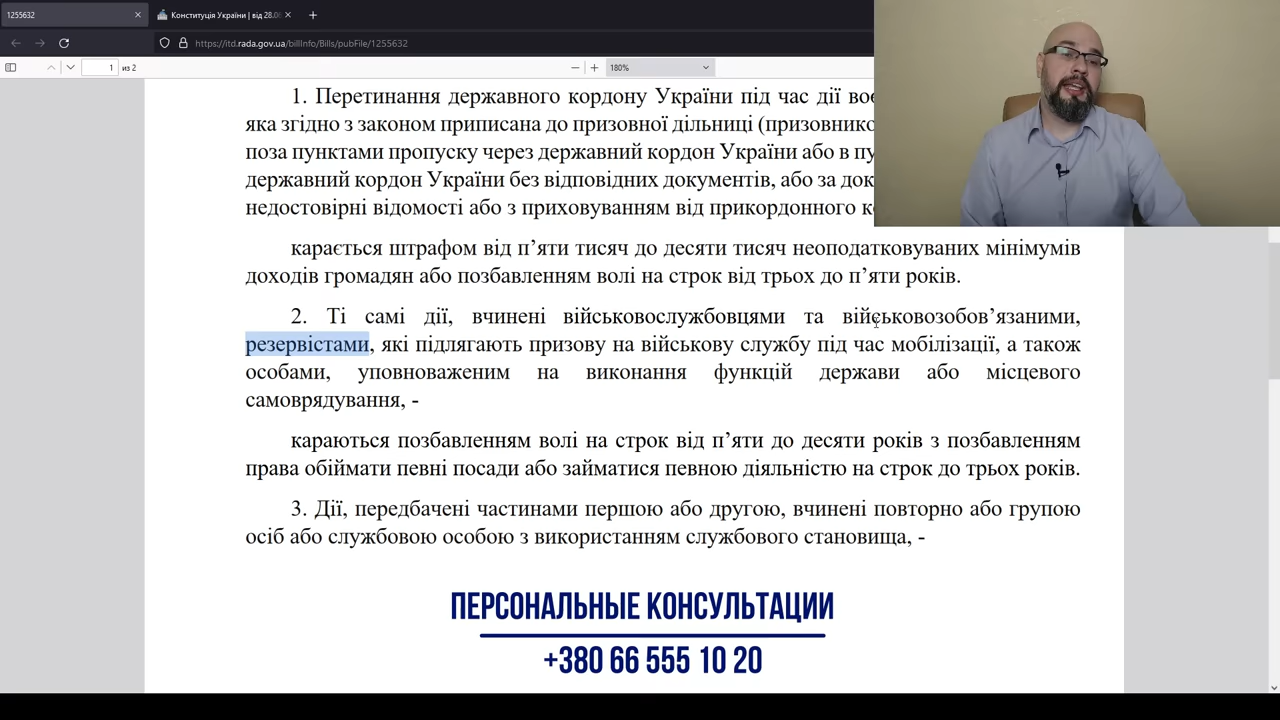 1255632
Конституція України | від 28.0
https://itd.rada.gov.ua/billInfo/Bills/pubFile/1255632
1 из 2
180%
1. Перетинання державного кордону України під час дії воє
яка згідно з законом приписана до призовної дільниці (призовнико
поза пунктами пропуску через державний кордон України або в пу
державний кордон України без відповідних документів, або за док
недостовірні відомості або з приховуванням від прикордонного к
карається штрафом від п’яти тисяч до десяти тисяч неоподатковуваних мінімумів
доходів громадян або позбавленням волі на строк від трьох до п’яти років.
2. Ті самі дії, вчинені військовослужбовцями та військовозобов’язаними,
резервістами, які підлягають призову на військову службу під час мобілізації, а також
особами, уповноваженим на виконання функцій держави або місцевого
самоврядування, -
караються позбавленням волі на строк від п’яти до десяти років з позбавленням
права обіймати певні посади або займатися певною діяльністю на строк до трьох років.
3. Дії, передбачені частинами першою або другою, вчинені повторно або групою
осіб або службовою особою з використанням службового становища, -
ПЕРСОНАЛЬНЫЕ КОНСУЛЬТАЦИИ
+380 66 555 10 20